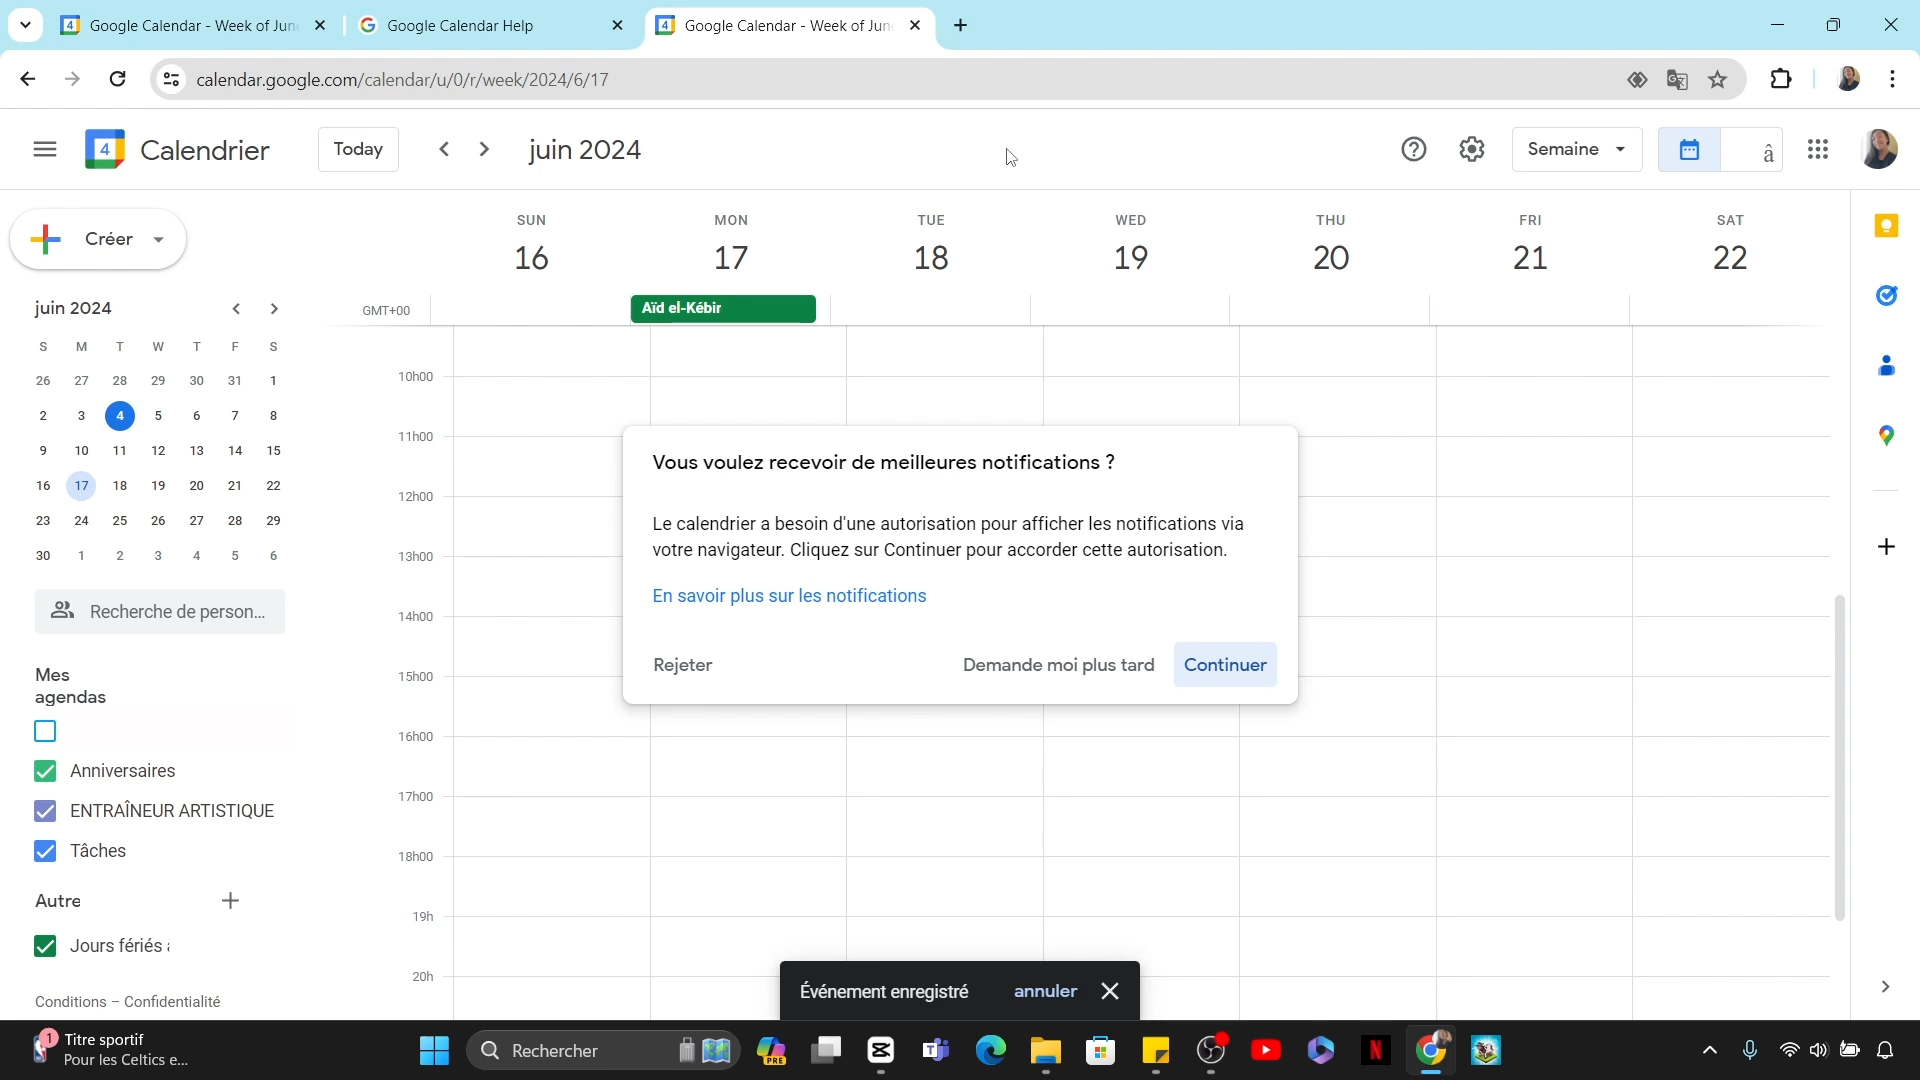 Google Calendar - Week of Jun
Google Calendar Help
Google Calendar - Week of Jun
calendar.google.com/calendar/u/0/r/week/2024/6/17
4
Calendrier
Today
juin 2024
Semaine
â
Créer
SUN
MON
TUE
WED
THU
FRI
SAT
16
17
18
19
20
21
22
GMT+00
Aïd el-Kébir
juin 2024
S M T W T F S
26 27 28 29 30 31 1
2 3 4 5 6 7 8
9 10 11 12 13 14 15
16 17 18 19 20 21 22
23 24 25 26 27 28 29
30 1 2 3 4 5 6
Recherche de person...
Mes
agendas
Anniversaires
ENTRAÎNEUR ARTISTIQUE
Tâches
Autre
Jours fériés
Conditions – Confidentialité
10h00
11h00
12h00
13h00
14h00
15h00
16h00
17h00
18h00
19h
20h
Vous voulez recevoir de meilleures notifications ?
Le calendrier a besoin d'une autorisation pour afficher les notifications via
votre navigateur. Cliquez sur Continuer pour accorder cette autorisation.
En savoir plus sur les notifications
Rejeter
Demande moi plus tard
Continuer
Événement enregistré
annuler
1
Titre sportif
Pour les Celtics e...
Rechercher
PRE